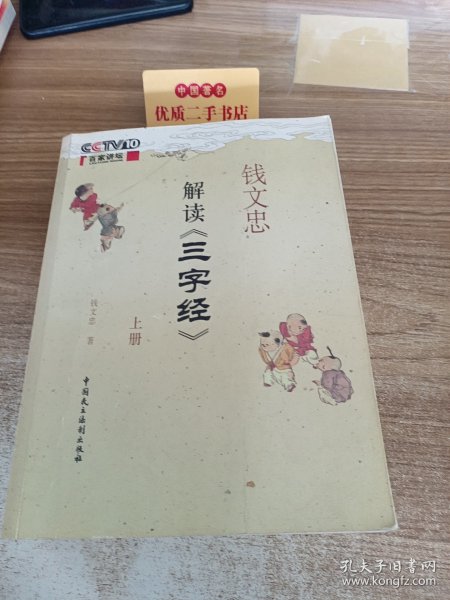 中国著名
优质二手书店
CCTV10
百家讲坛
钱文忠
解读《三字经》
上册
钱文忠 著
中国民主法制出版社
孔夫子旧书网
www.kongfz.com